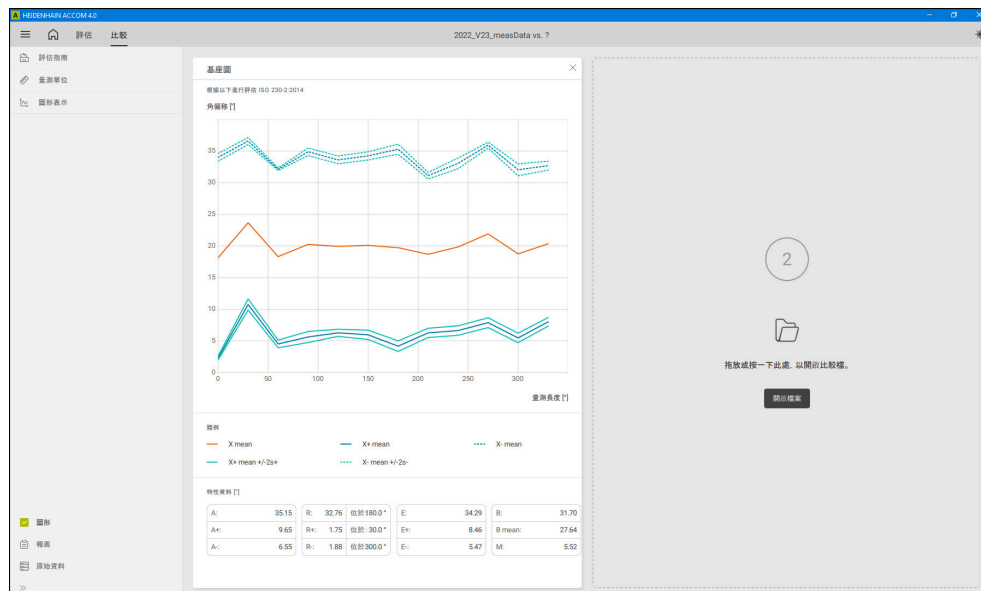 A HEIDENHAIN ACCOM 4.0
評估 比較 2022_V23_measData vs. ?
評估指南
量測單位
圖形表示
基座圖
根據以下進行評估 ISO 230-2:2014
角偏移 ["]
35
30
25
20
15
10
5
0
0 50 100 150 200 250 300
量測長度 [°]
圖例
X mean X+ mean X- mean
X+ mean +/-2s+ X- mean +/-2s-
特性資料 ["]
A: 35.15 R: 32.76 位於180.0 ° E: 34.29 B: 31.70
A+: 9.65 R+: 1.75 位於: 30.0 ° E+: 8.46 B mean: 27.64
A-: 6.55 R-: 1.88 位於300.0 ° E-: 5.47 M: 5.52
2
拖放或按一下此處, 以開啟比較檔。
開啟檔案
圖形
報表
原始資料